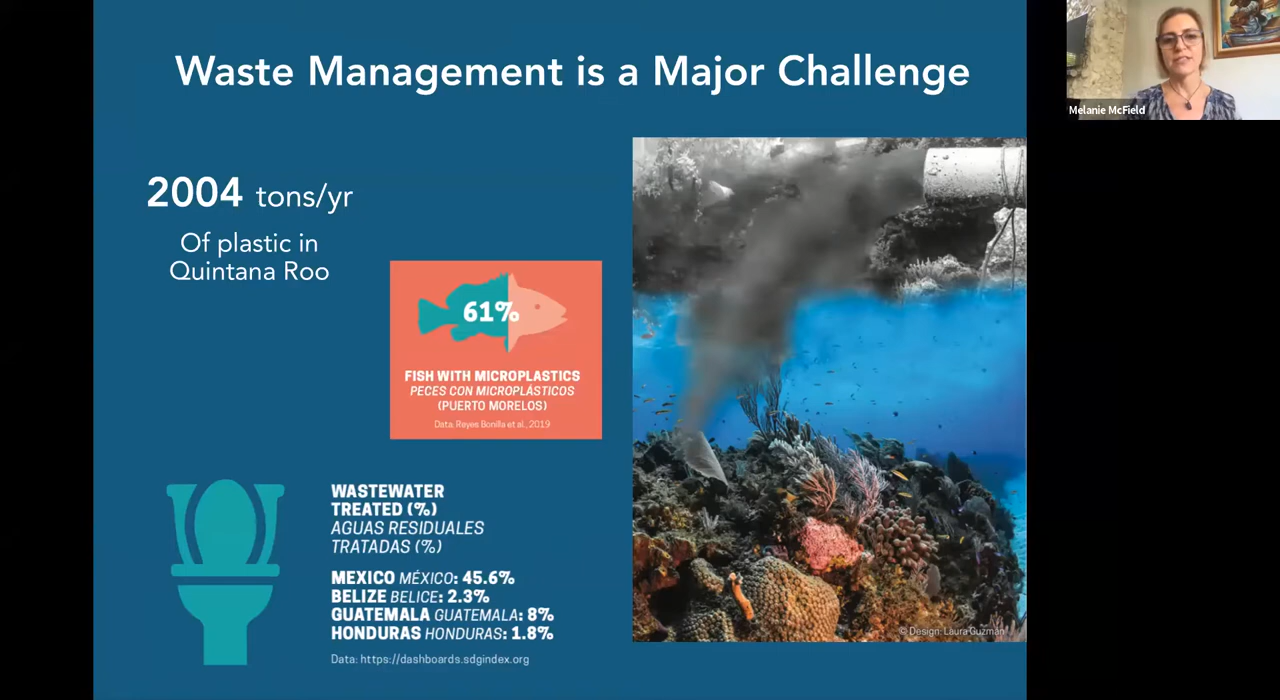 Waste Management is a Major Challenge
Melanie McField
2004 tons/yr
Of plastic in
Quintana Roo
61%
FISH WITH MICROPLASTICS
PECES CON MICROPLÁSTICOS
(PUERTO MORELOS)
Data: Reyes Bonilla et al., 2019
WASTEWATER
TREATED (%)
AGUAS RESIDUALES
TRATADAS (%)
MEXICO MÉXICO: 45.6%
BELIZE BELICE: 2.3%
GUATEMALA GUATEMALA: 8%
HONDURAS HONDURAS: 1.8%
Data: https://dashboards.sdgindex.org
© Design: Laura Guzmán